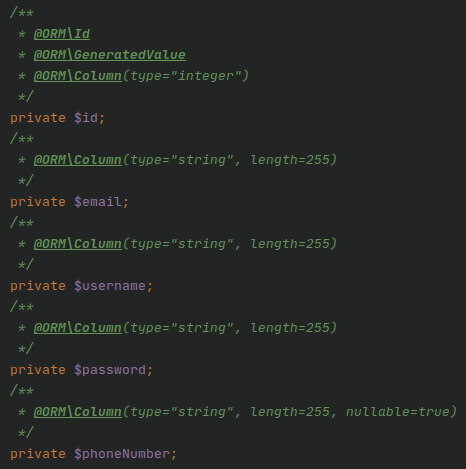 /**
 * @ORM\Id
 * @ORM\GeneratedValue
 * @ORM\Column(type="integer")
 */
private $id;
/**
 * @ORM\Column(type="string", length=255)
 */
private $email;
/**
 * @ORM\Column(type="string", length=255)
 */
private $username;
/**
 * @ORM\Column(type="string", length=255)
 */
private $password;
/**
 * @ORM\Column(type="string", length=255, nullable=true)
 */
private $phoneNumber;